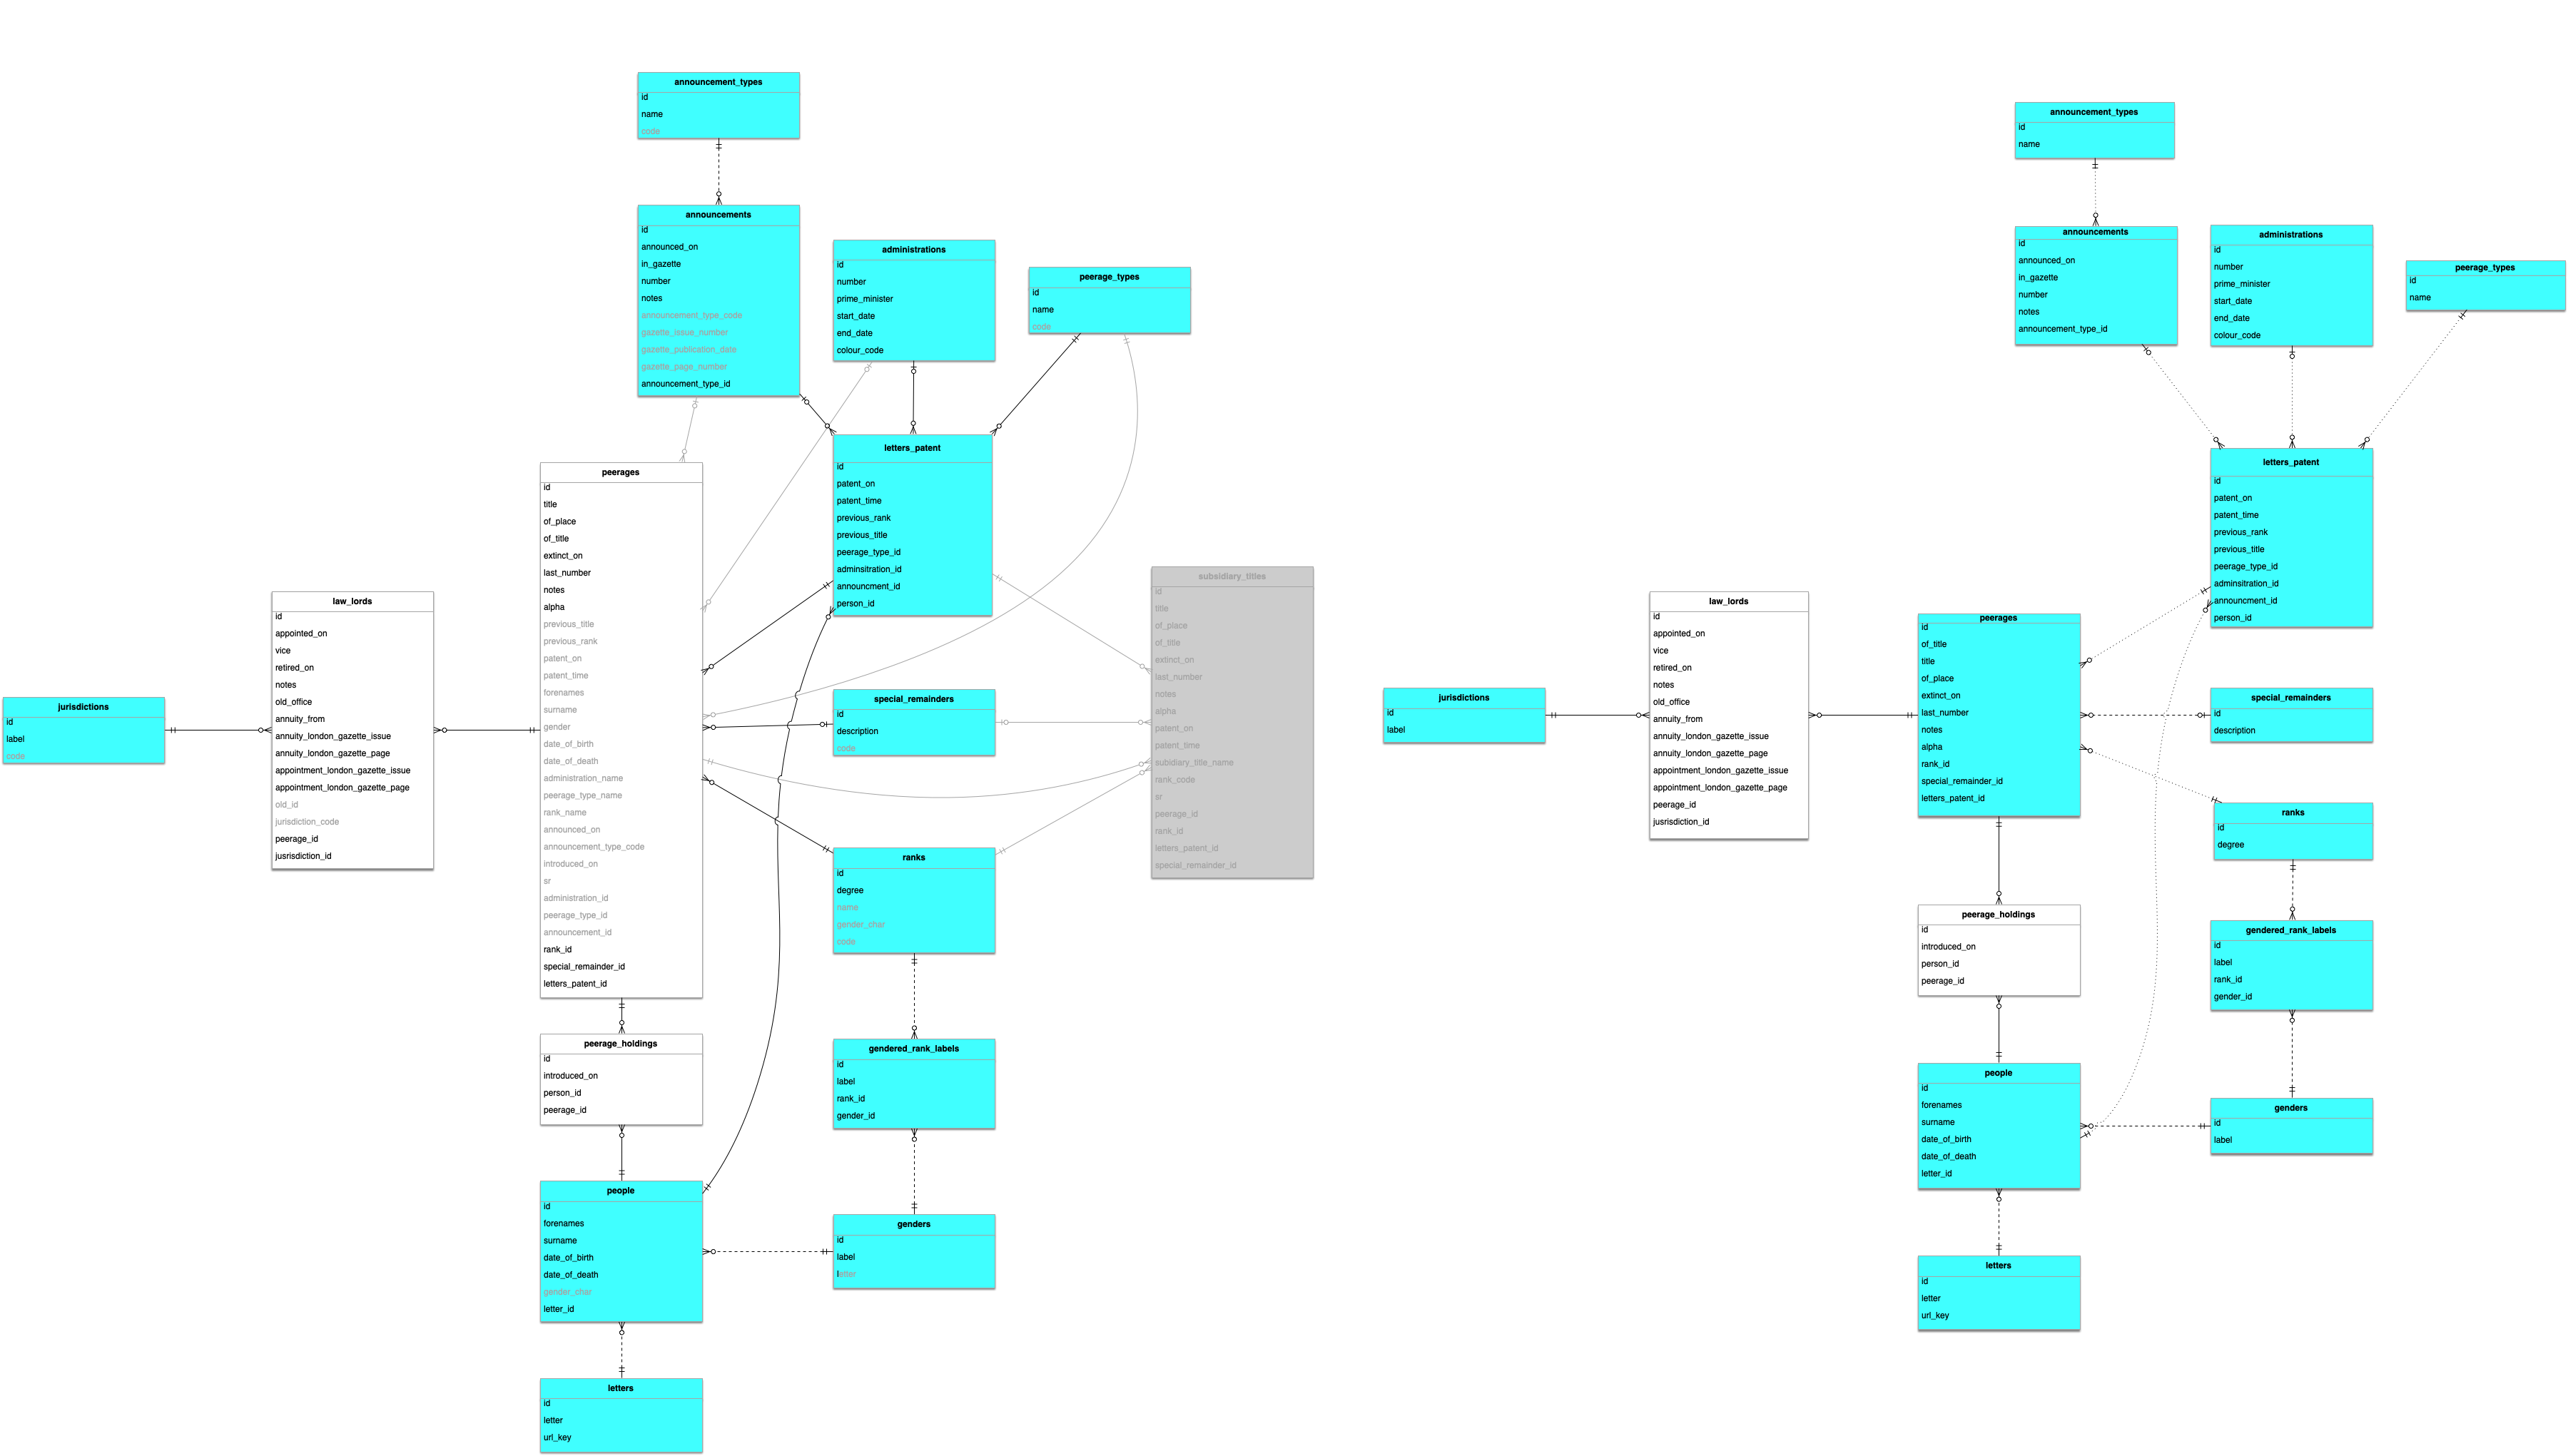 announcement_types
id
name
code
announcements
id
announced_on
in_gazette
number
notes
announcement_type_code
gazette_issue_number
gazette_publication_date
gazette_page_number
announcement_type_id
administrations
id
number
prime_minister
start_date
end_date
colour_code
peerage_types
id
name
code
letters_patent
id
patent_on
patent_time
previous_rank
previous_title
peerage_type_id
adminsitration_id
announcment_id
person_id
peerages
id
title
of_place
of_title
extinct_on
last_number
notes
alpha
previous_title
previous_rank
patent_on
patent_time
forenames
surname
gender
date_of_birth
date_of_death
administration_name
peerage_type_name
rank_name
announced_on
announcement_type_code
introduced_on
sr
administration_id
peerage_type_id
announcement_id
rank_id
special_remainder_id
letters_patent_id
subsidiary_titles
id
title
of_place
of_title
extinct_on
last_number
notes
alpha
patent_on
patent_time
subidiary_title_name
rank_code
sr
peerage_id
rank_id
letters_patent_id
special_remainder_id
law_lords
id
appointed_on
vice
retired_on
notes
old_office
annuity_from
annuity_london_gazette_issue
annuity_london_gazette_page
appointment_london_gazette_issue
appointment_london_gazette_page
old_id
jurisdiction_code
peerage_id
jusrisdiction_id
jurisdictions
id
label
code
special_remainders
id
description
code
ranks
id
degree
name
gender_char
code
peerage_holdings
id
introduced_on
person_id
peerage_id
gendered_rank_labels
id
label
rank_id
gender_id
people
id
forenames
surname
date_of_birth
date_of_death
gender_char
letter_id
genders
id
label
letter
letters
id
letter
url_key
announcement_types
id
name
announcements
id
announced_on
in_gazette
number
notes
announcement_type_id
administrations
id
number
prime_minister
start_date
end_date
colour_code
peerage_types
id
name
letters_patent
id
patent_on
patent_time
previous_rank
previous_title
peerage_type_id
adminsitration_id
announcment_id
person_id
law_lords
id
appointed_on
vice
retired_on
notes
old_office
annuity_from
annuity_london_gazette_issue
annuity_london_gazette_page
appointment_london_gazette_issue
appointment_london_gazette_page
peerage_id
jusrisdiction_id
peerages
id
of_title
title
of_place
extinct_on
last_number
notes
alpha
rank_id
special_remainder_id
letters_patent_id
jurisdictions
id
label
special_remainders
id
description
ranks
id
degree
peerage_holdings
id
introduced_on
person_id
peerage_id
gendered_rank_labels
id
label
rank_id
gender_id
people
id
forenames
surname
date_of_birth
date_of_death
letter_id
genders
id
label
letters
id
letter
url_key